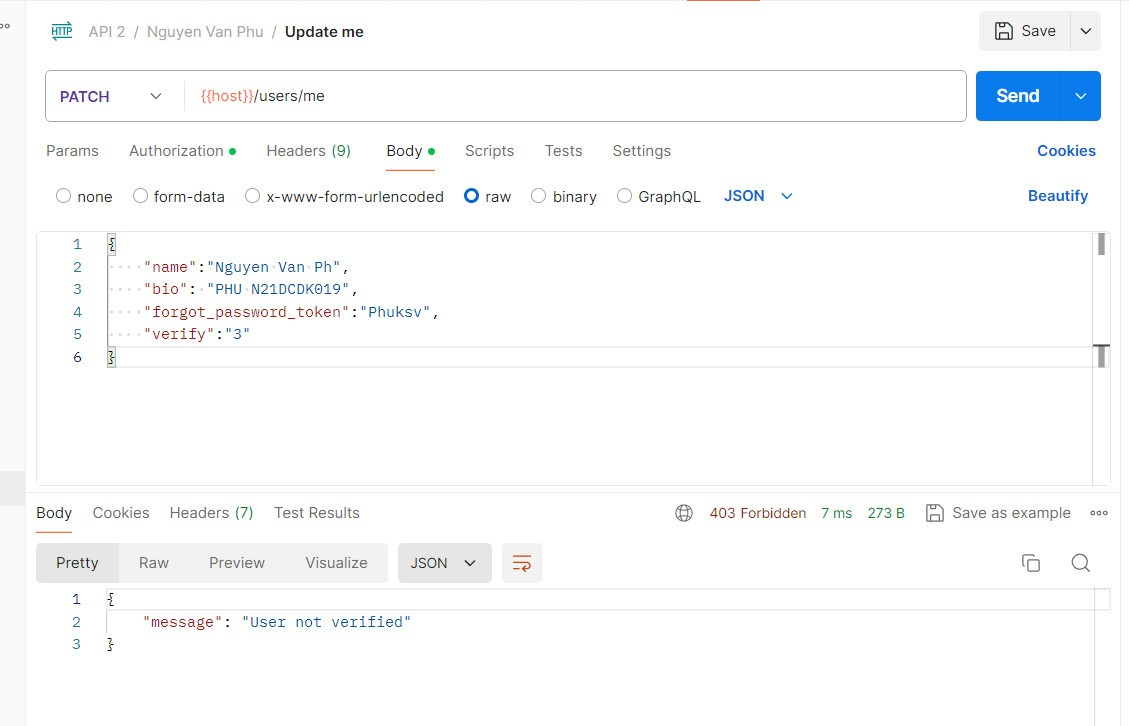 HTTP API 2 / Nguyen Van Phu / Update me Save
PATCH {{host}}/users/me Send
Params Authorization Headers (9) Body Scripts Tests Settings Cookies
none form-data x-www-form-urlencoded raw binary GraphQL JSON Beautify
1 {
2 "name":"Nguyen Van Ph",
3 "bio": "PHU N21DCDK019",
4 "forgot_password_token":"Phuksv",
5 "verify":"3"
6 }
Body Cookies Headers (7) Test Results 403 Forbidden 7 ms 273 B Save as example
Pretty Raw Preview Visualize JSON
1 {
2 "message": "User not verified"
3 }